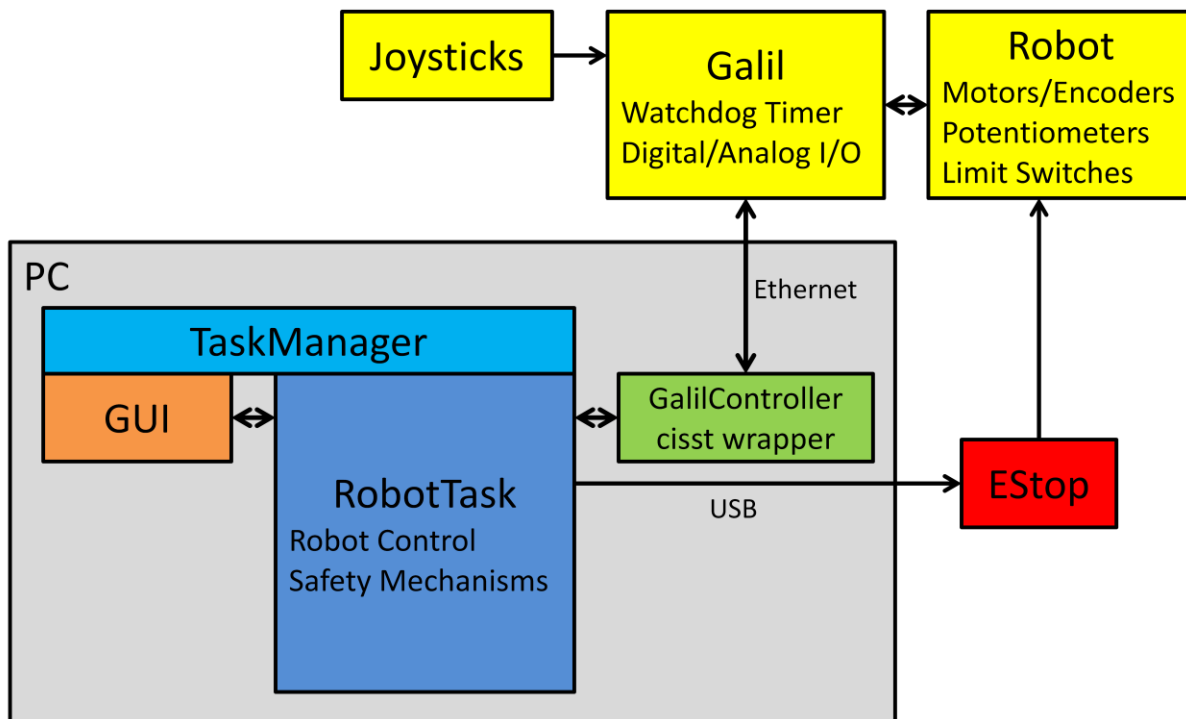 Joysticks
Galil
Watchdog Timer
Digital/Analog I/O
Robot
Motors/Encoders
Potentiometers
Limit Switches
PC
Ethernet
TaskManager
GUI
GalilController
cisst wrapper
RobotTask
Robot Control
Safety Mechanisms
USB
EStop